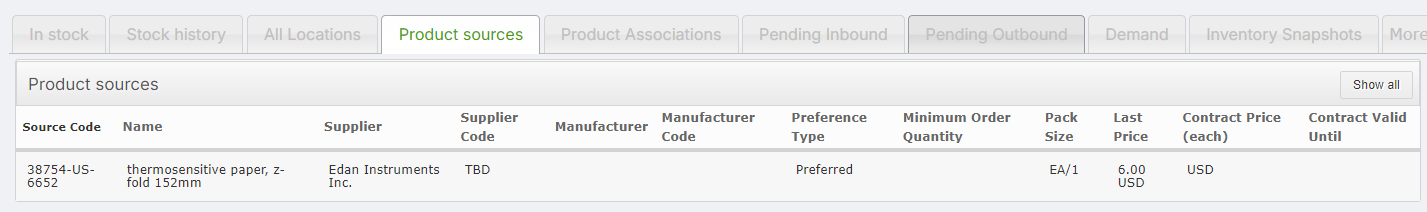 In stock Stock history All Locations Product sources Product Associations Pending Inbound Pending Outbound Demand Inventory Snapshots More
Product sources Show all
Source Code Name Supplier Supplier Code Manufacturer Manufacturer Code Preference Type Minimum Order Quantity Pack Size Last Price Contract Price (each) Contract Valid Until
38754-US-6652 thermosensitive paper, z-fold 152mm Edan Instruments Inc. TBD Preferred EA/1 6.00 USD USD